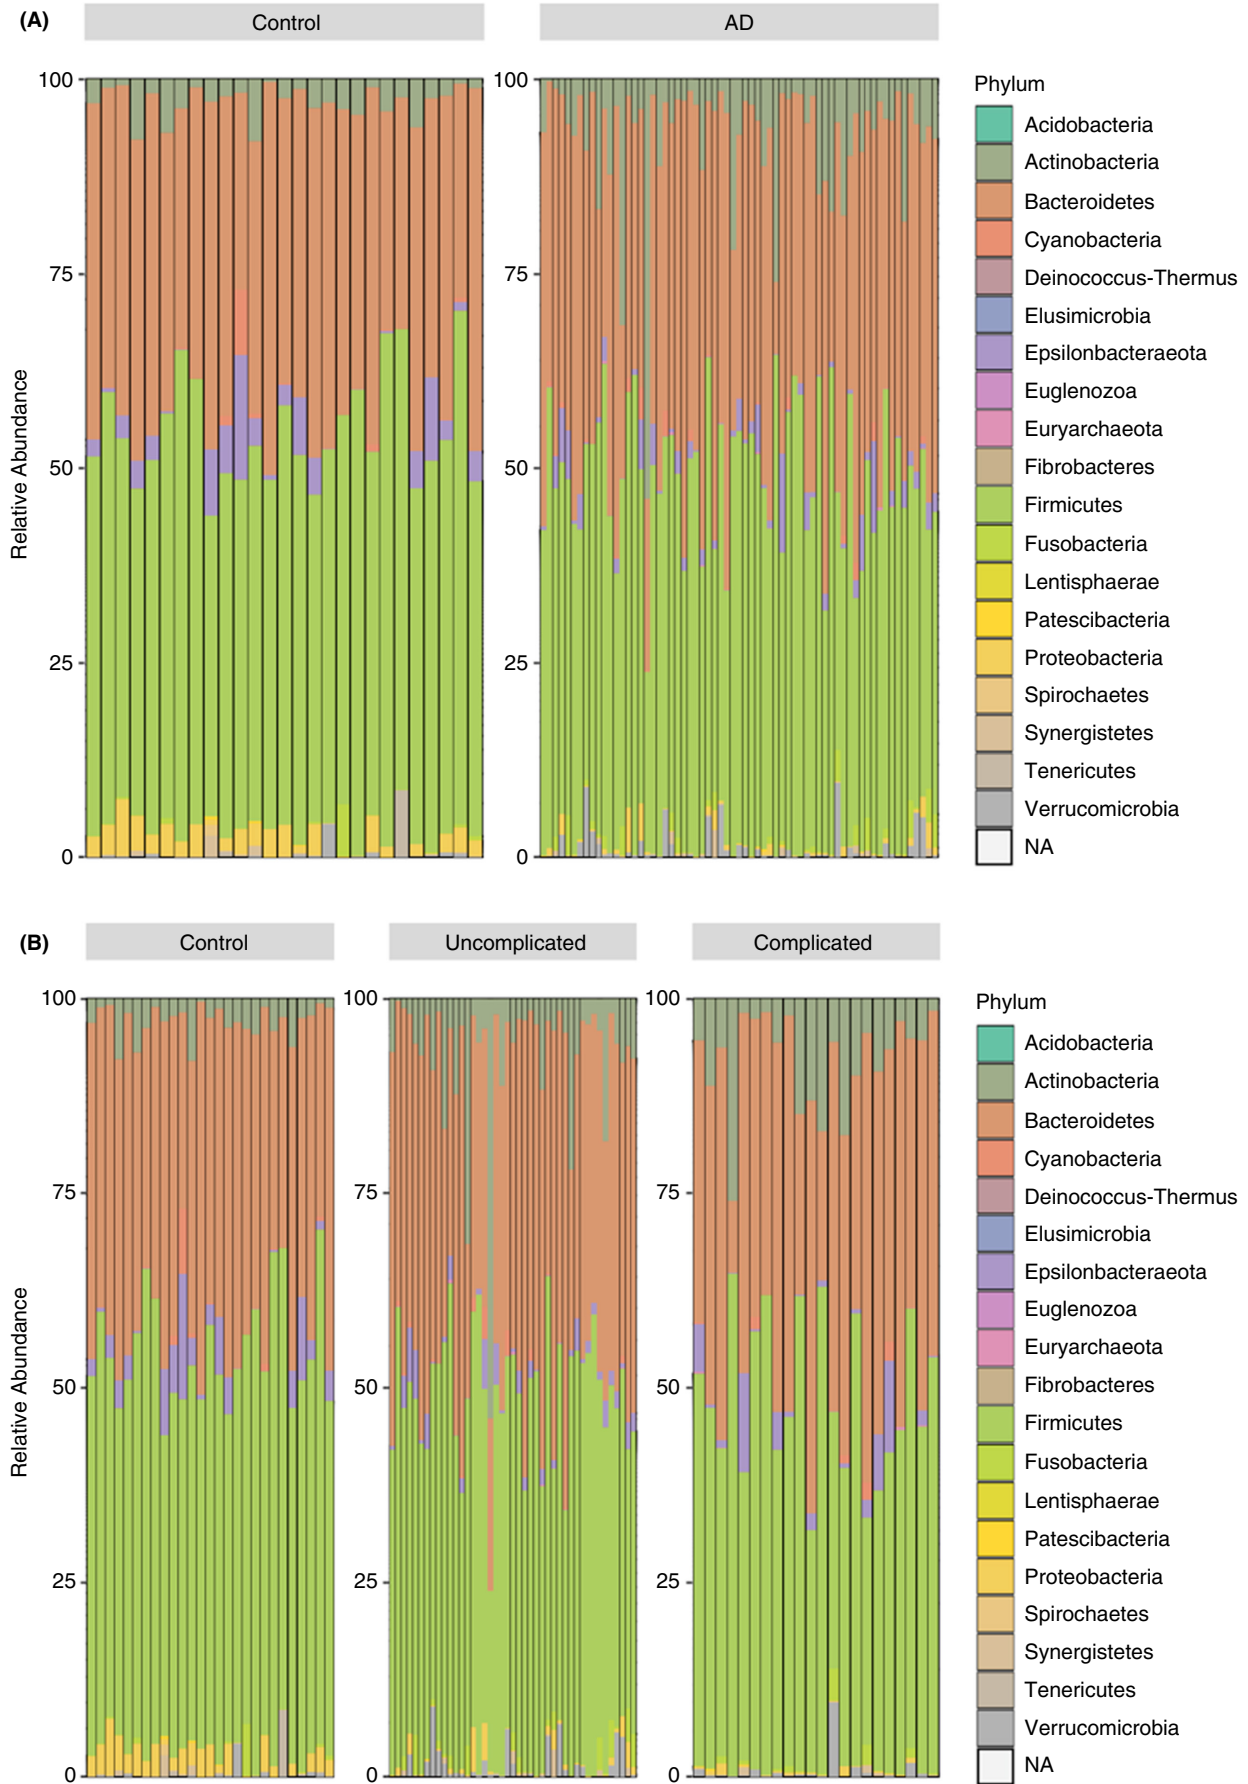 (A)
Control
AD
100
75
50
25
0
Relative Abundance
100
75
50
25
0
Phylum
Acidobacteria
Actinobacteria
Bacteroidetes
Cyanobacteria
Deinococcus-Thermus
Elusimicrobia
Epsilonbacteraeota
Euglenozoa
Euryarchaeota
Fibrobacteres
Firmicutes
Fusobacteria
Lentisphaerae
Patescibacteria
Proteobacteria
Spirochaetes
Synergistetes
Tenericutes
Verrucomicrobia
NA
(B)
Control
Uncomplicated
Complicated
100
75
50
25
0
Relative Abundance
100
75
50
25
0
100
75
50
25
0
Phylum
Acidobacteria
Actinobacteria
Bacteroidetes
Cyanobacteria
Deinococcus-Thermus
Elusimicrobia
Epsilonbacteraeota
Euglenozoa
Euryarchaeota
Fibrobacteres
Firmicutes
Fusobacteria
Lentisphaerae
Patescibacteria
Proteobacteria
Spirochaetes
Synergistetes
Tenericutes
Verrucomicrobia
NA